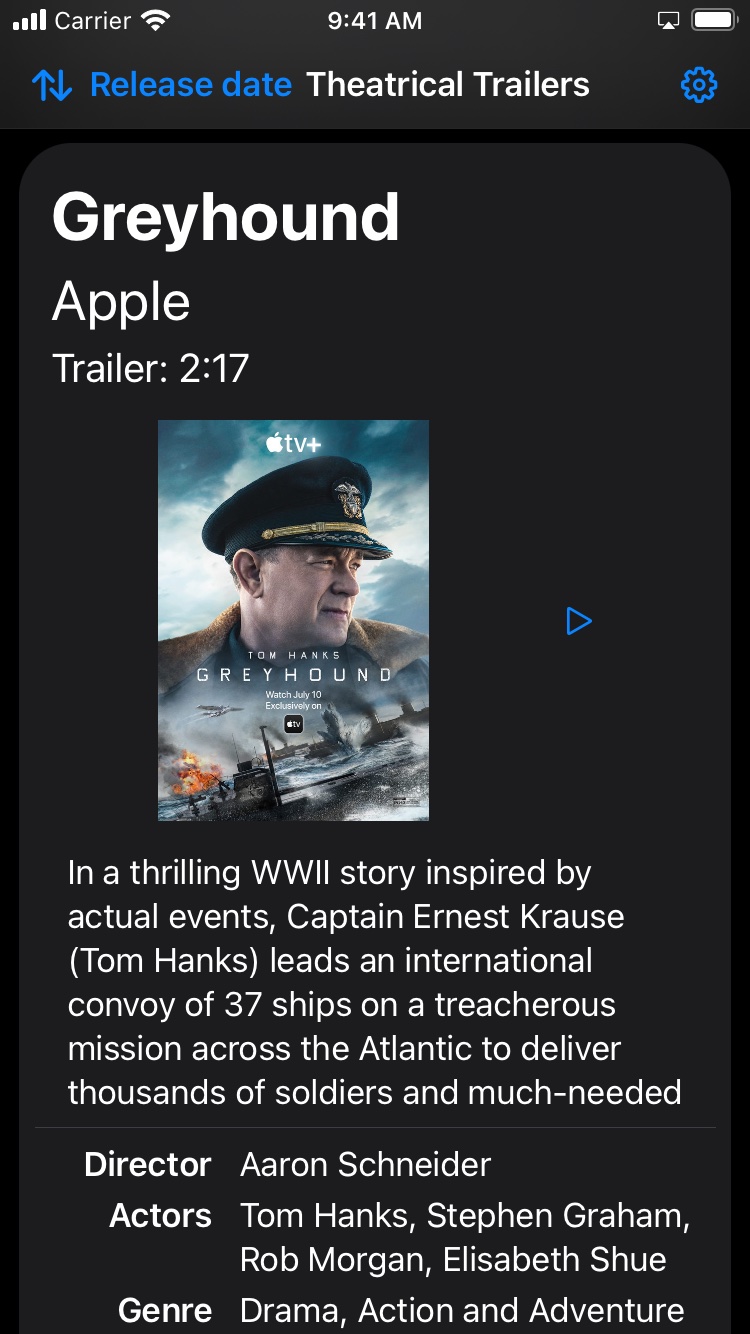 Carrier 9:41 AM
Release date Theatrical Trailers
Greyhound
Apple
Trailer: 2:17
tv+
TOM HANKS
GREYHOUND
Watch July 10
Exclusively on
tv
In a thrilling WWII story inspired by
actual events, Captain Ernest Krause
(Tom Hanks) leads an international
convoy of 37 ships on a treacherous
mission across the Atlantic to deliver
thousands of soldiers and much-needed
Director Aaron Schneider
Actors Tom Hanks, Stephen Graham,
Rob Morgan, Elisabeth Shue
Genre Drama, Action and Adventure